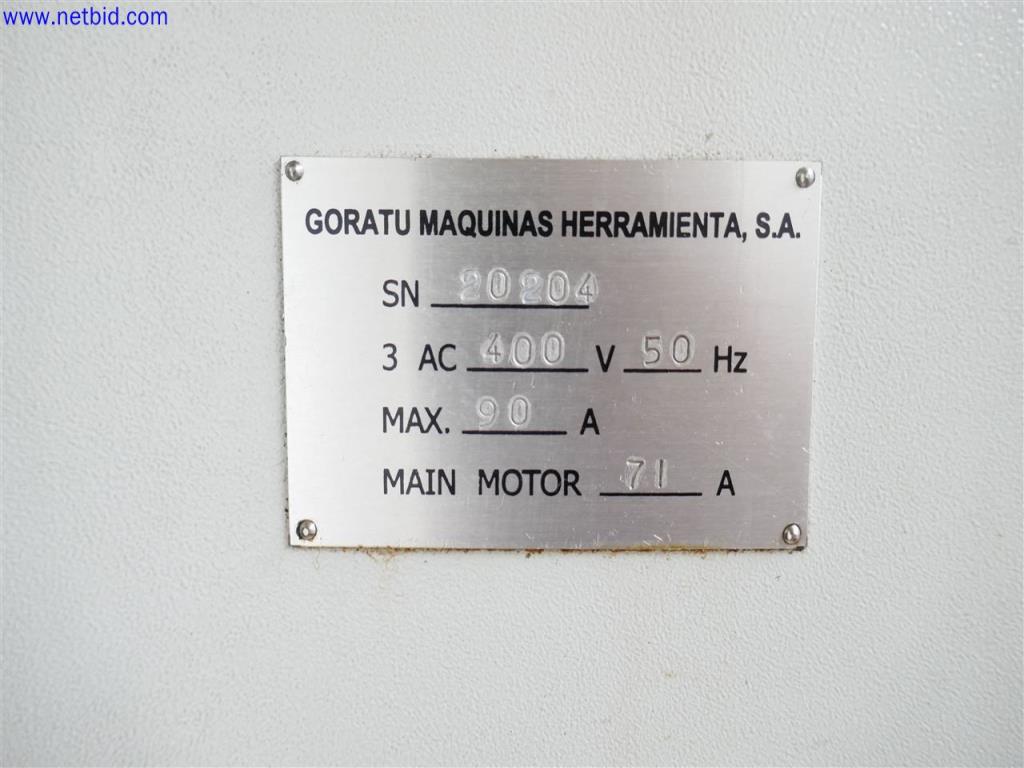 www.netbid.com
GORATU MAQUINAS HERRAMIENTA, S.A.
SN 20204
3 AC 400 V 50 Hz
MAX. 90 A
MAIN MOTOR 71 A